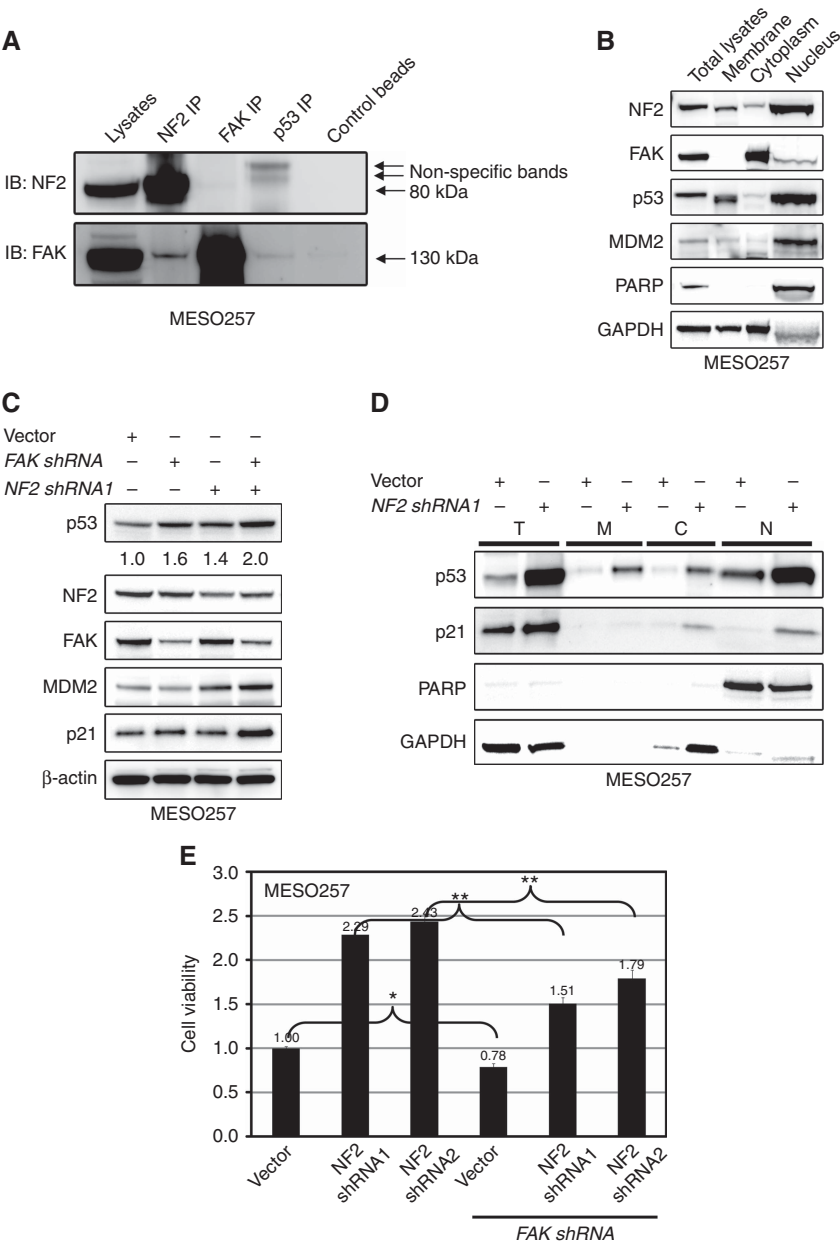 A
Lysates
NF2 IP
FAK IP
p53 IP
Control beads
IB: NF2
Non-specific bands
80 kDa
IB: FAK
130 kDa
MESO257
B
Total lysates
Membrane
Cytoplasm
Nucleus
NF2
FAK
p53
MDM2
PARP
GAPDH
MESO257
C
Vector + – – –
FAK shRNA – + – +
NF2 shRNA1 – – + +
p53
1.0 1.6 1.4 2.0
NF2
FAK
MDM2
p21
β-actin
MESO257
D
Vector + – + – + – + –
NF2 shRNA1 – + – + – + – +
T M C N
p53
p21
PARP
GAPDH
MESO257
E
MESO257
Cell viability
3.0
2.5
2.0
1.5
1.0
0.5
0.0
1.00
2.29
2.43
0.78
1.51
1.79
*
**
**
Vector
NF2 shRNA1
NF2 shRNA2
Vector
NF2 shRNA1
NF2 shRNA2
FAK shRNA